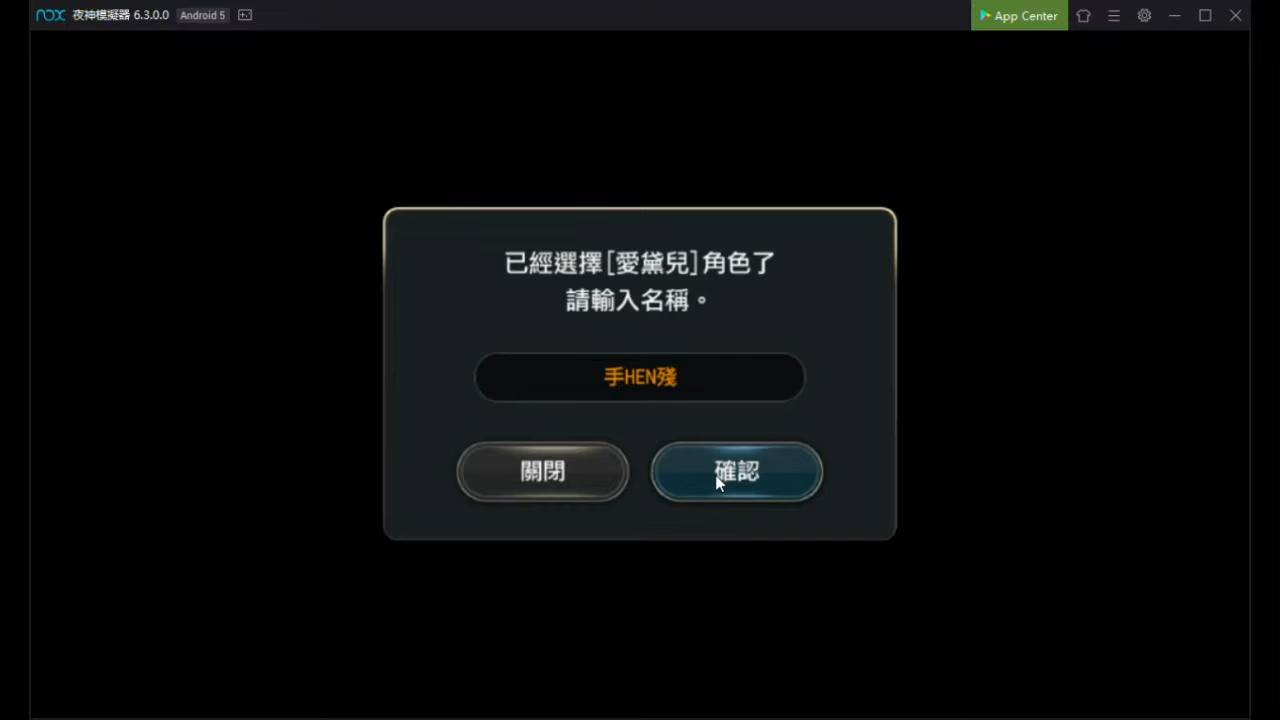 nox 夜神模擬器 6.3.0.0 Android 5 App Center
已經選擇[愛黛兒]角色了
請輸入名稱。
手HEN殘
關閉 確認